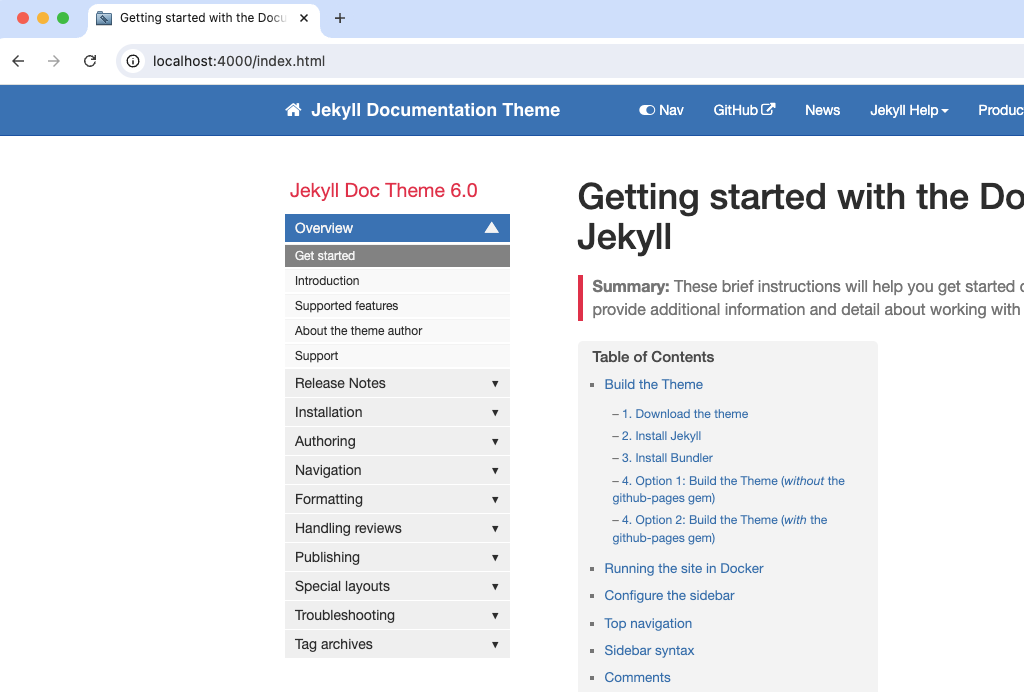 Getting started with the Docu
localhost:4000/index.html
Jekyll Documentation Theme
Nav
GitHub
News
Jekyll Help
Produc
Jekyll Doc Theme 6.0
Overview
Get started
Introduction
Supported features
About the theme author
Support
Release Notes
Installation
Authoring
Navigation
Formatting
Handling reviews
Publishing
Special layouts
Troubleshooting
Tag archives
Getting started with the Do
Jekyll
Summary: These brief instructions will help you get started
provide additional information and detail about working with
Table of Contents
Build the Theme
– 1. Download the theme
– 2. Install Jekyll
– 3. Install Bundler
– 4. Option 1: Build the Theme (without the
github-pages gem)
– 4. Option 2: Build the Theme (with the
github-pages gem)
Running the site in Docker
Configure the sidebar
Top navigation
Sidebar syntax
Comments